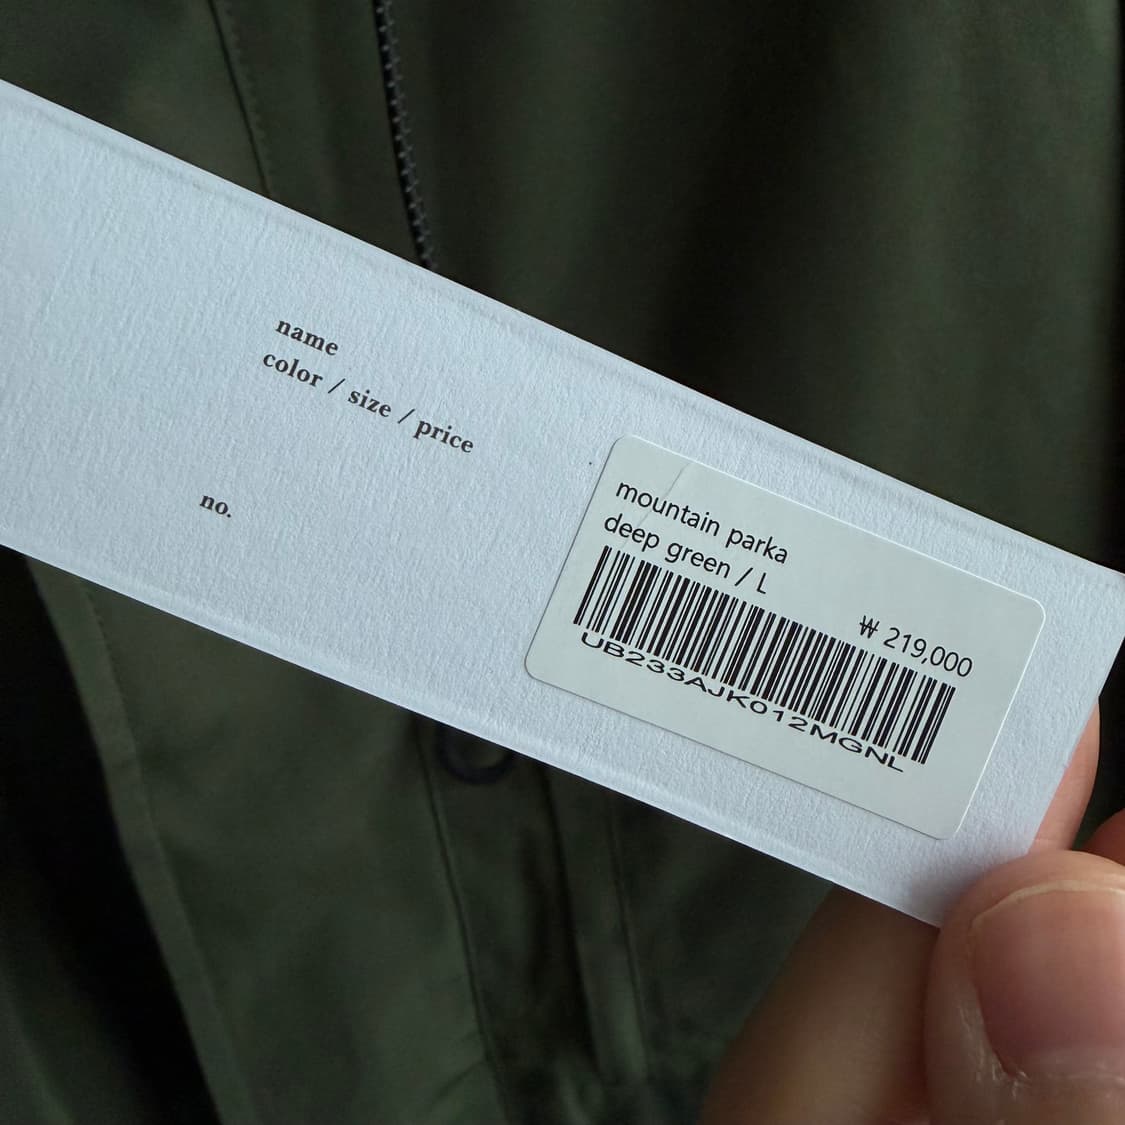 name
color / size / price
no.
mountain parka
deep green / L
₩ 219,000
UB233AJK012MGNL